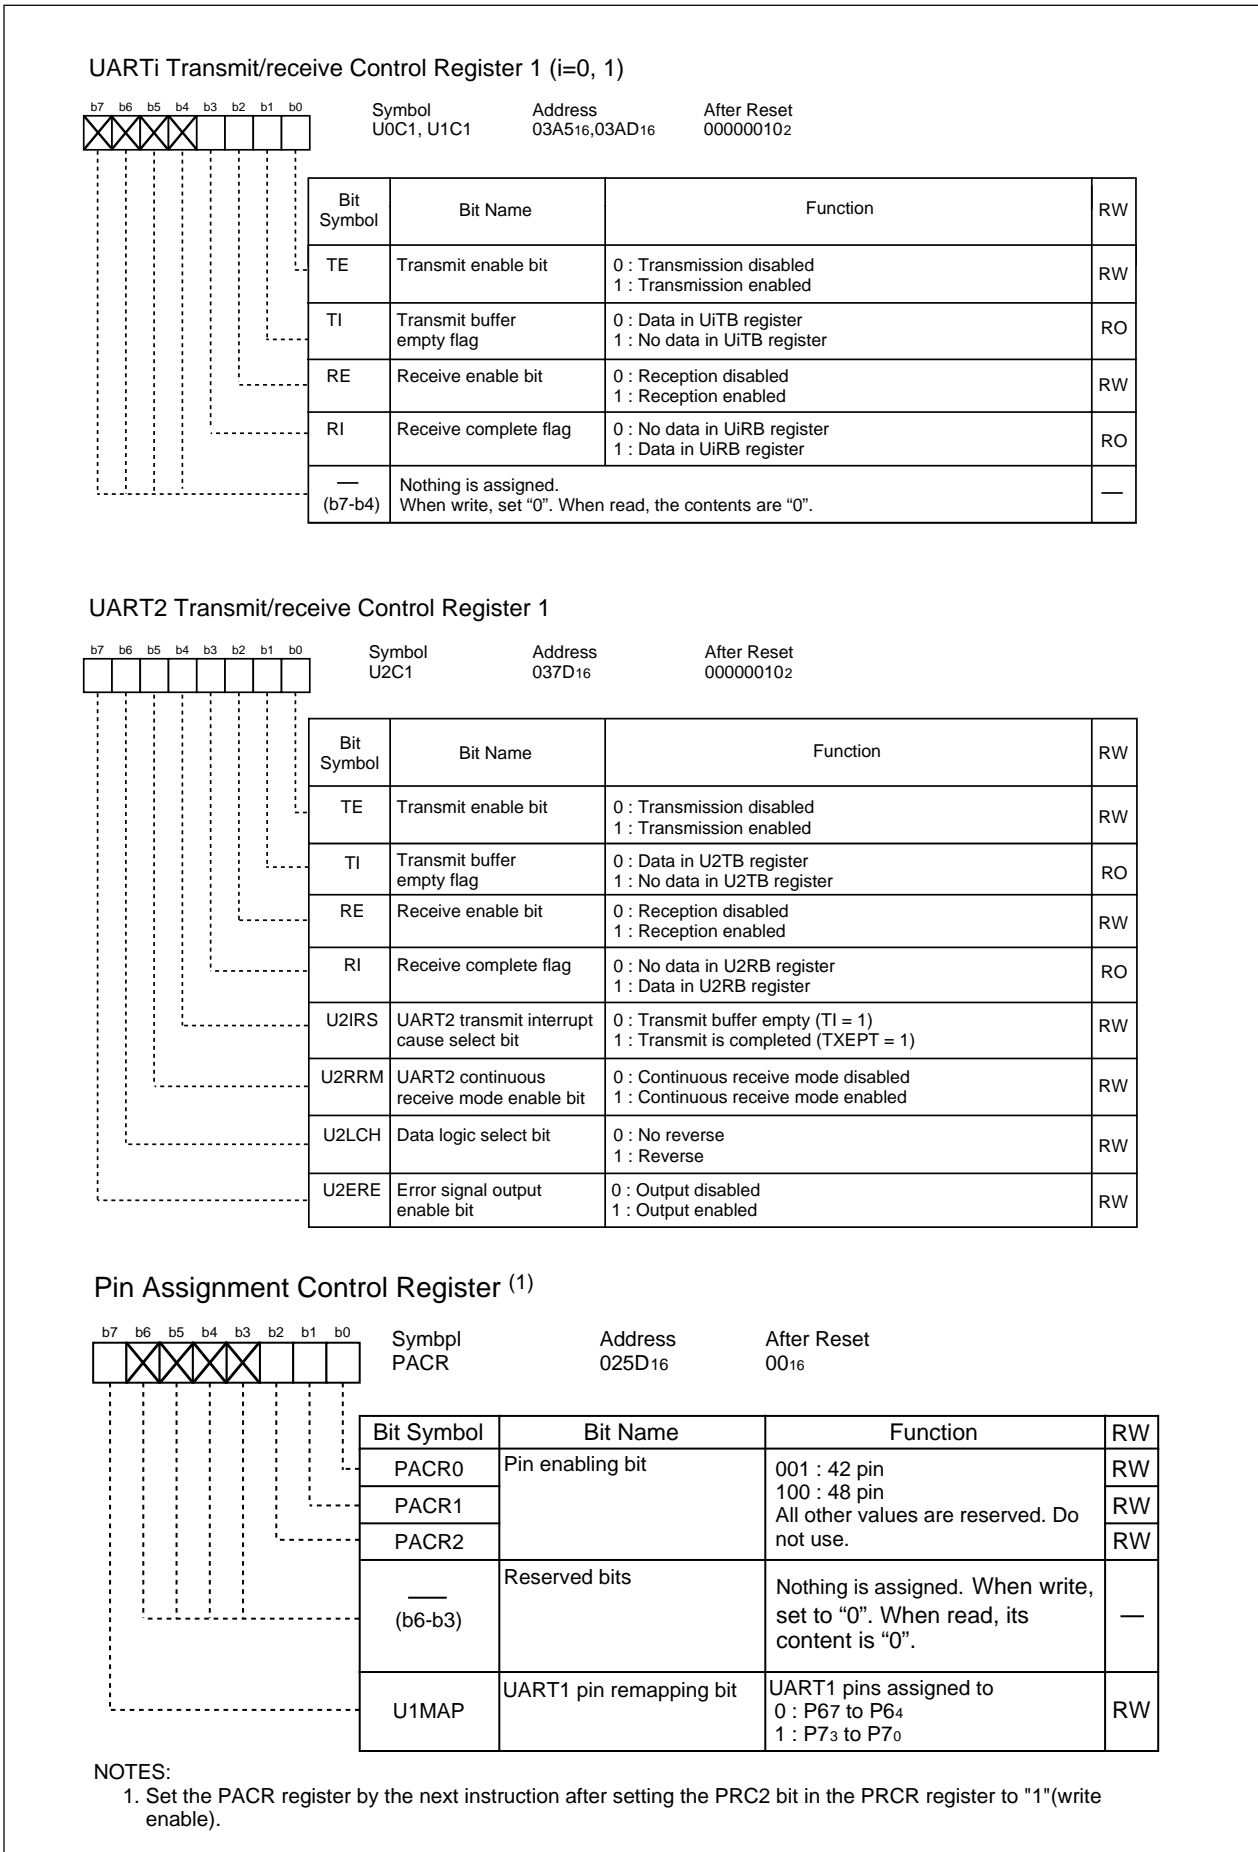 UARTi Transmit/receive Control Register 1 (i=0, 1)
b7 b6 b5 b4 b3 b2 b1 b0
Symbol Address After Reset
U0C1, U1C1 03A516,03AD16 000000102
Bit Symbol Bit Name Function RW
TE Transmit enable bit 0 : Transmission disabled
1 : Transmission enabled RW
TI Transmit buffer 0 : Data in UiTB register
empty flag 1 : No data in UiTB register RO
RE Receive enable bit 0 : Reception disabled
1 : Reception enabled RW
RI Receive complete flag 0 : No data in UiRB register
1 : Data in UiRB register RO
— Nothing is assigned.
(b7-b4) When write, set “0”. When read, the contents are “0”. —
UART2 Transmit/receive Control Register 1
b7 b6 b5 b4 b3 b2 b1 b0
Symbol Address After Reset
U2C1 037D16 000000102
Bit Symbol Bit Name Function RW
TE Transmit enable bit 0 : Transmission disabled
1 : Transmission enabled RW
TI Transmit buffer 0 : Data in U2TB register
empty flag 1 : No data in U2TB register RO
RE Receive enable bit 0 : Reception disabled
1 : Reception enabled RW
RI Receive complete flag 0 : No data in U2RB register
1 : Data in U2RB register RO
U2IRS UART2 transmit interrupt 0 : Transmit buffer empty (TI = 1)
cause select bit 1 : Transmit is completed (TXEPT = 1) RW
U2RRM UART2 continuous 0 : Continuous receive mode disabled
receive mode enable bit 1 : Continuous receive mode enabled RW
U2LCH Data logic select bit 0 : No reverse
1 : Reverse RW
U2ERE Error signal output 0 : Output disabled
enable bit 1 : Output enabled RW
Pin Assignment Control Register (1)
b7 b6 b5 b4 b3 b2 b1 b0
Symbpl Address After Reset
PACR 025D16 0016
Bit Symbol Bit Name Function RW
PACR0 Pin enabling bit 001 : 42 pin RW
100 : 48 pin
PACR1 All other values are reserved. Do RW
PACR2 not use. RW
Reserved bits Nothing is assigned. When write,
— (b6-b3) set to “0”. When read, its —
content is “0”.
UART1 pin remapping bit UART1 pins assigned to
U1MAP 0 : P67 to P64 RW
1 : P73 to P70
NOTES:
1. Set the PACR register by the next instruction after setting the PRC2 bit in the PRCR register to "1"(write
enable).